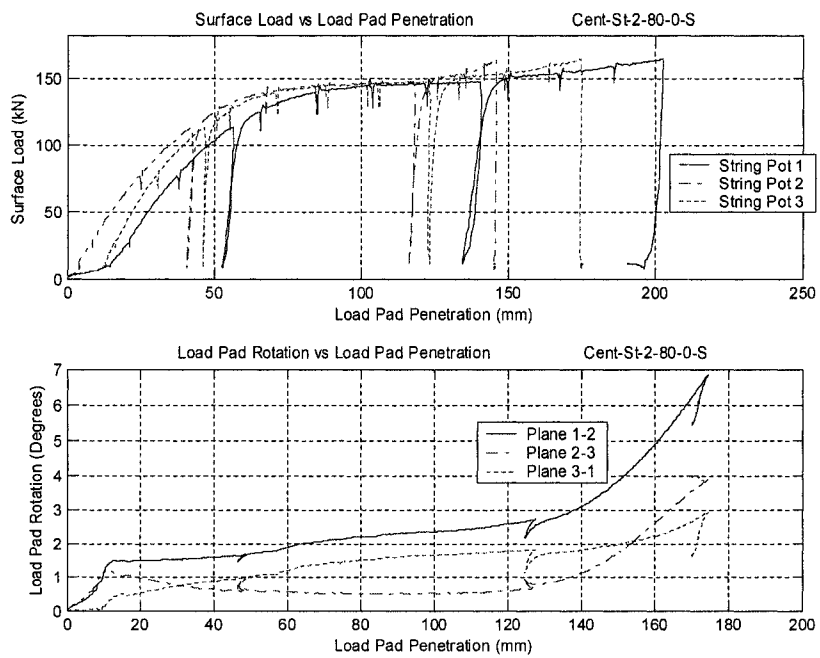 Surface Load vs Load Pad Penetration Cent-St-2-80-0-S
Surface Load (kN)
150
100
50
0
String Pot 1
String Pot 2
String Pot 3
0 50 100 150 200 250
Load Pad Penetration (mm)
Load Pad Rotation vs Load Pad Penetration Cent-St-2-80-0-S
Load Pad Rotation (Degrees)
7
6
5
4
3
2
1
0
Plane 1-2
Plane 2-3
Plane 3-1
0 20 40 60 80 100 120 140 160 180 200
Load Pad Penetration (mm)